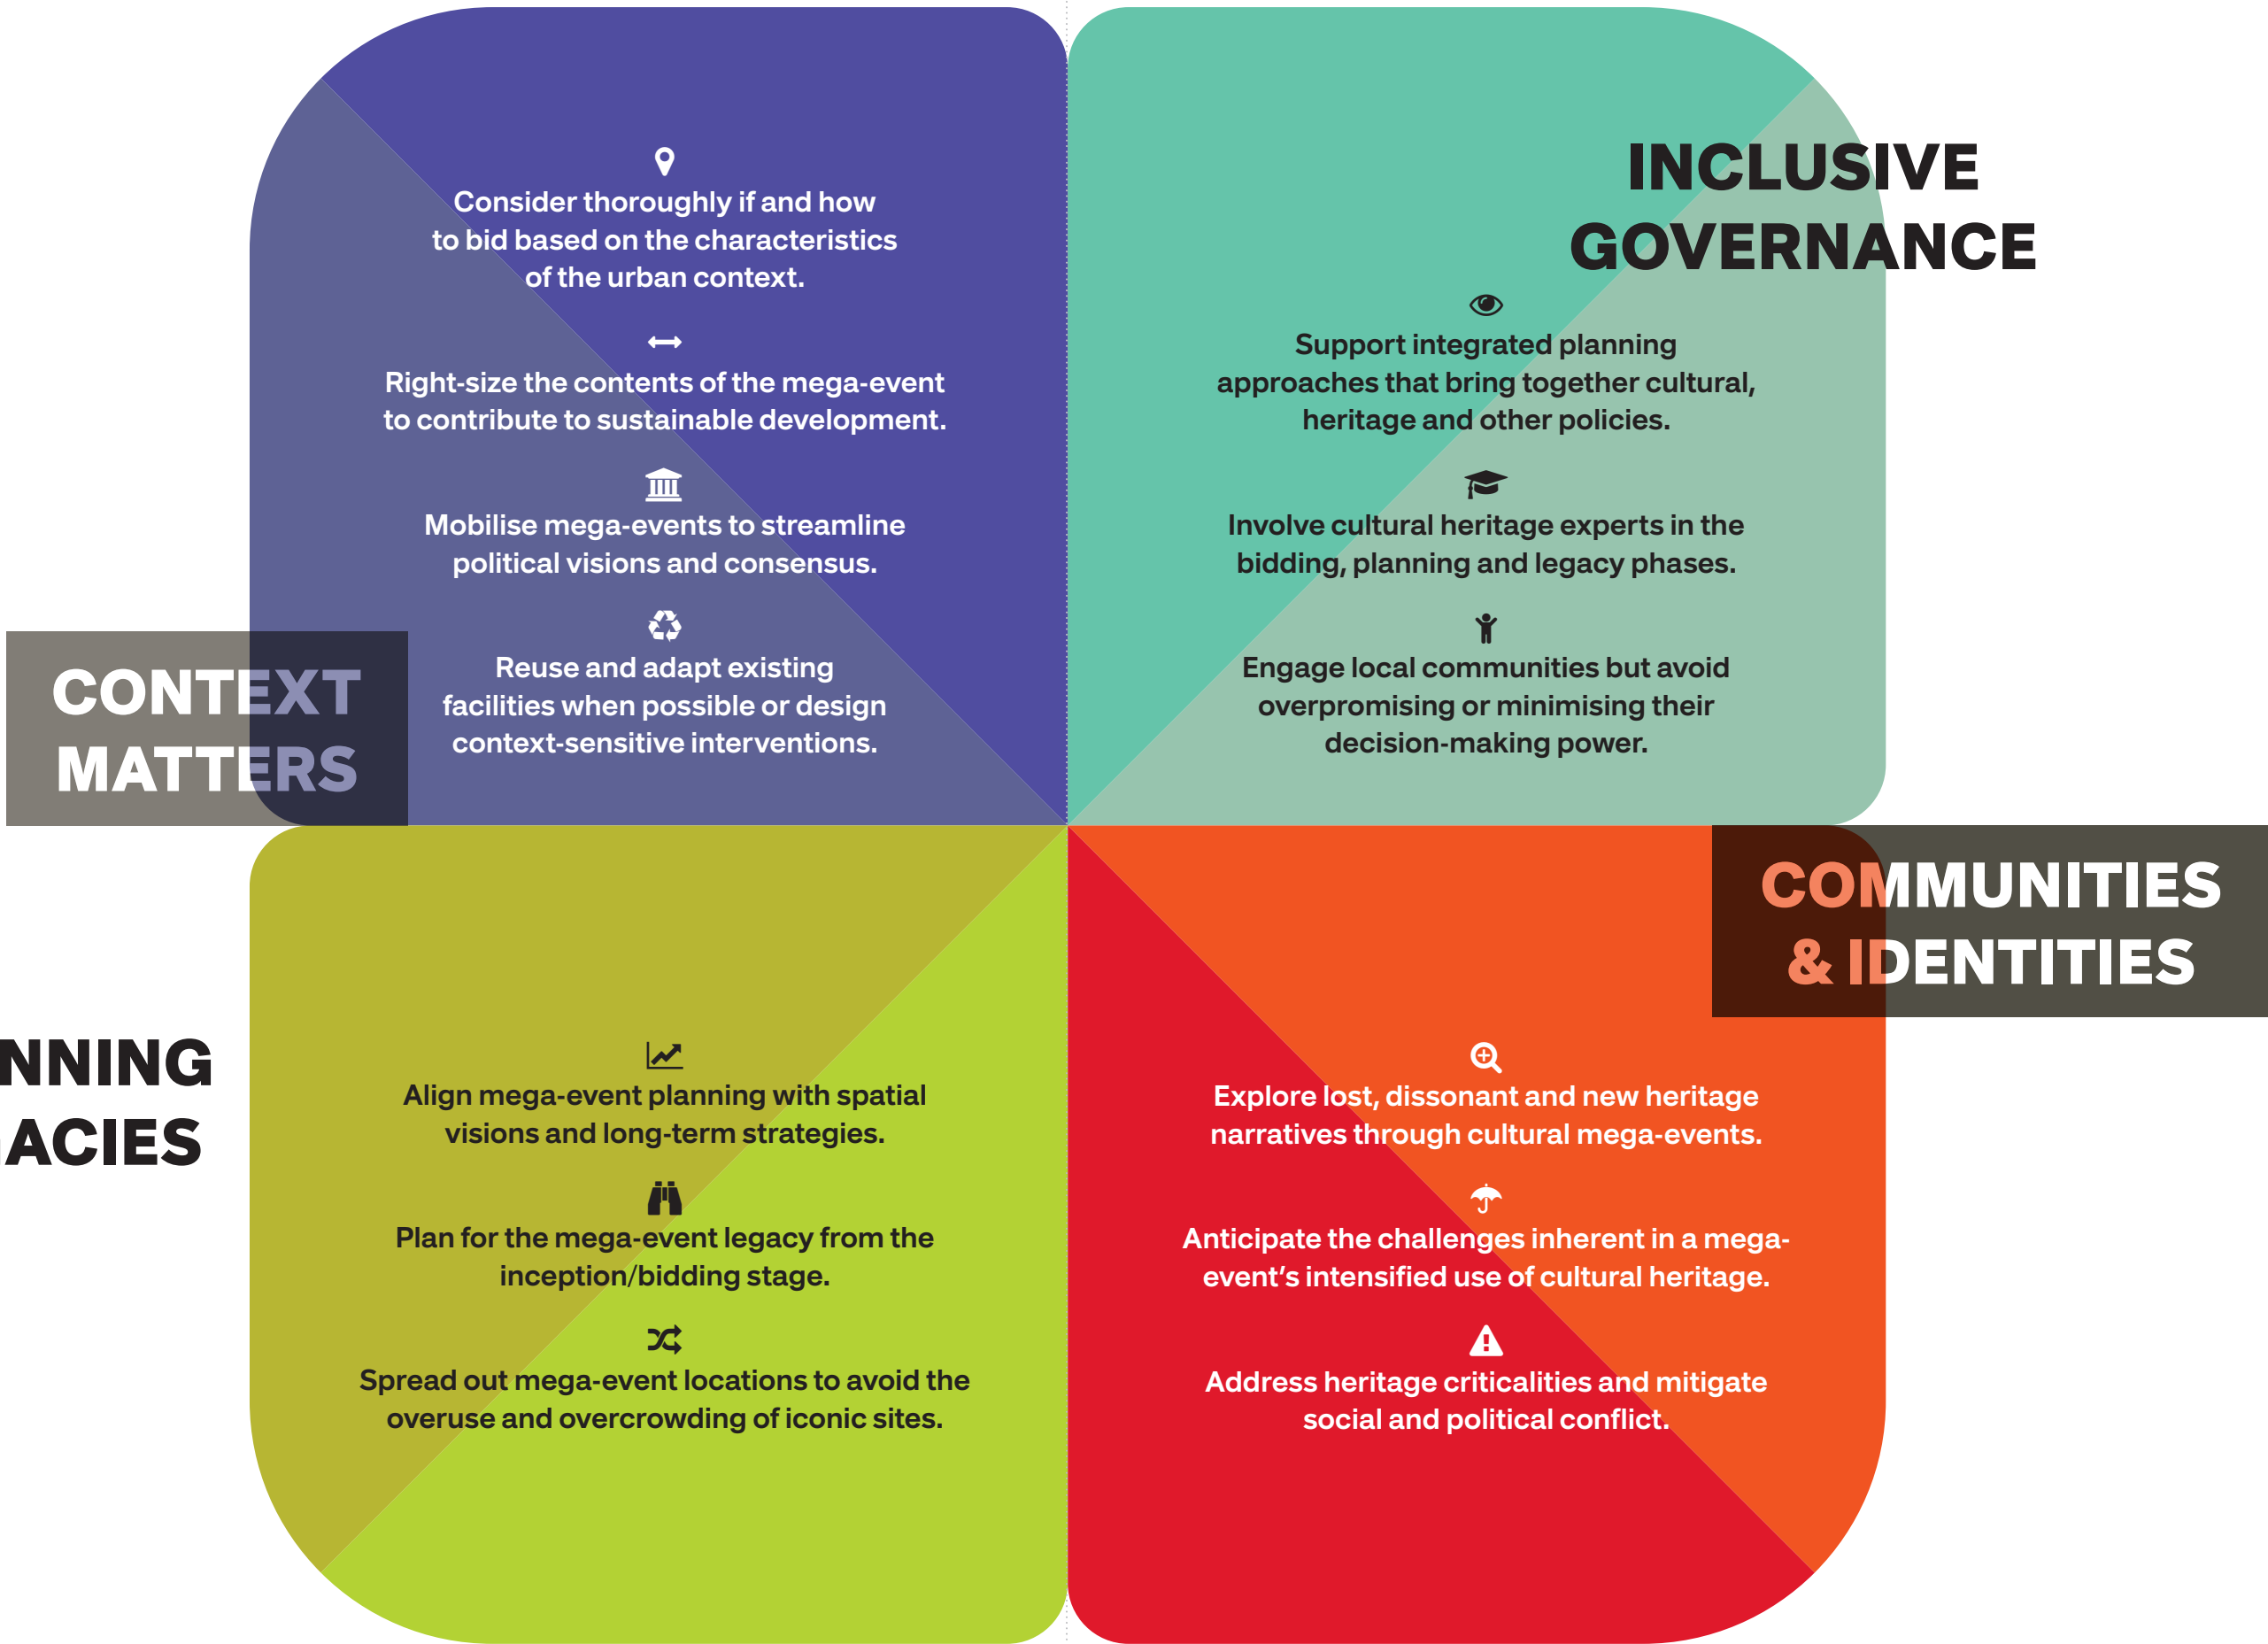 CONTEXT
MATTERS
Consider thoroughly if and how
to bid based on the characteristics
of the urban context.
Right-size the contents of the mega-event
to contribute to sustainable development.
Mobilise mega-events to streamline
political visions and consensus.
Reuse and adapt existing
facilities when possible or design
context-sensitive interventions.
INCLUSIVE
GOVERNANCE
Support integrated planning
approaches that bring together cultural,
heritage and other policies.
Involve cultural heritage experts in the
bidding, planning and legacy phases.
Engage local communities but avoid
overpromising or minimising their
decision-making power.
NNING
ACIES
Align mega-event planning with spatial
visions and long-term strategies.
Plan for the mega-event legacy from the
inception/bidding stage.
Spread out mega-event locations to avoid the
overuse and overcrowding of iconic sites.
COMMUNITIES
& IDENTITIES
Explore lost, dissonant and new heritage
narratives through cultural mega-events.
Anticipate the challenges inherent in a mega-
event’s intensified use of cultural heritage.
Address heritage criticalities and mitigate
social and political conflict.